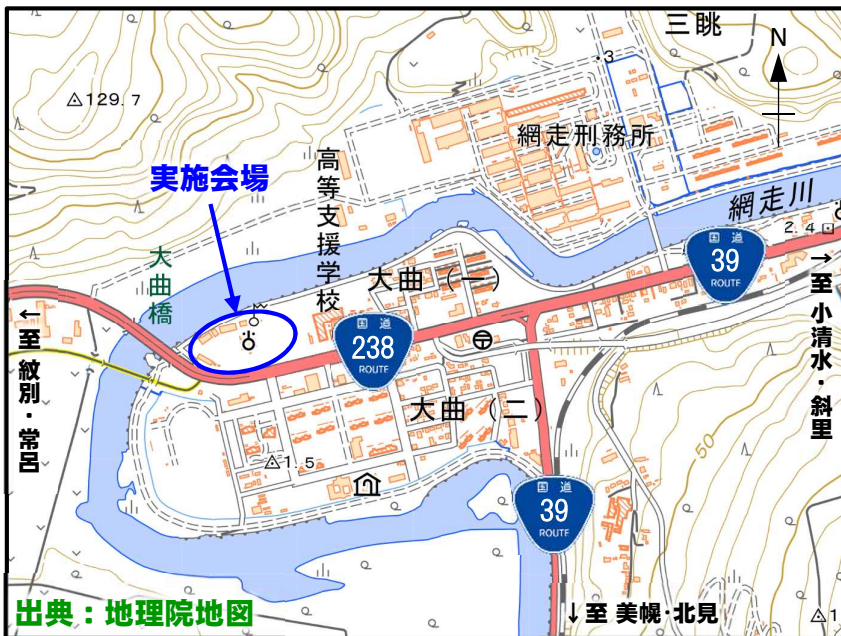 三眺
N
129.7
3
網走刑務所
実施会場
高等支援学校
網走川
2.4
国道
39
ROUTE
大曲橋
大曲(一)
→至 小清水・斜里
←至 紋別・常呂
国道
238
ROUTE
大曲(二)
50
1.5
国道
39
ROUTE
出典：地理院地図
↓至 美幌・北見